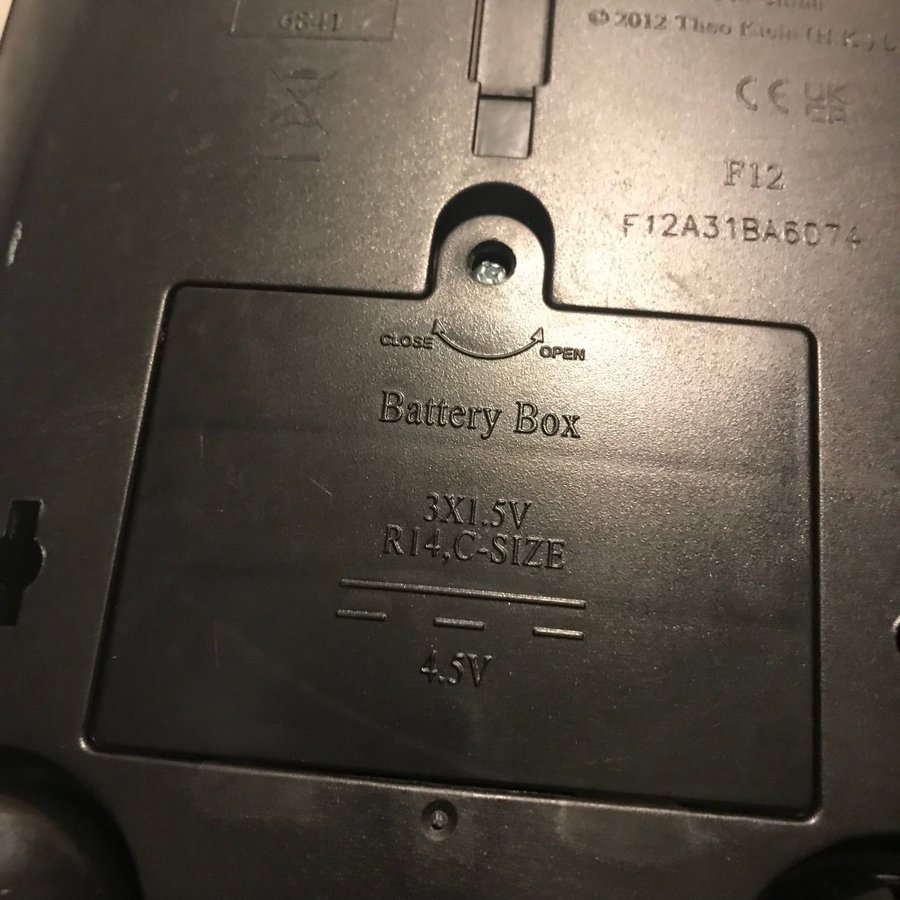 6841
© 2012 Theo Klein (H.K.) L
CE UK CA
F12
F12A31BA6074
CLOSE OPEN
Battery Box
3X1.5V
R14,C-SIZE
4.5V